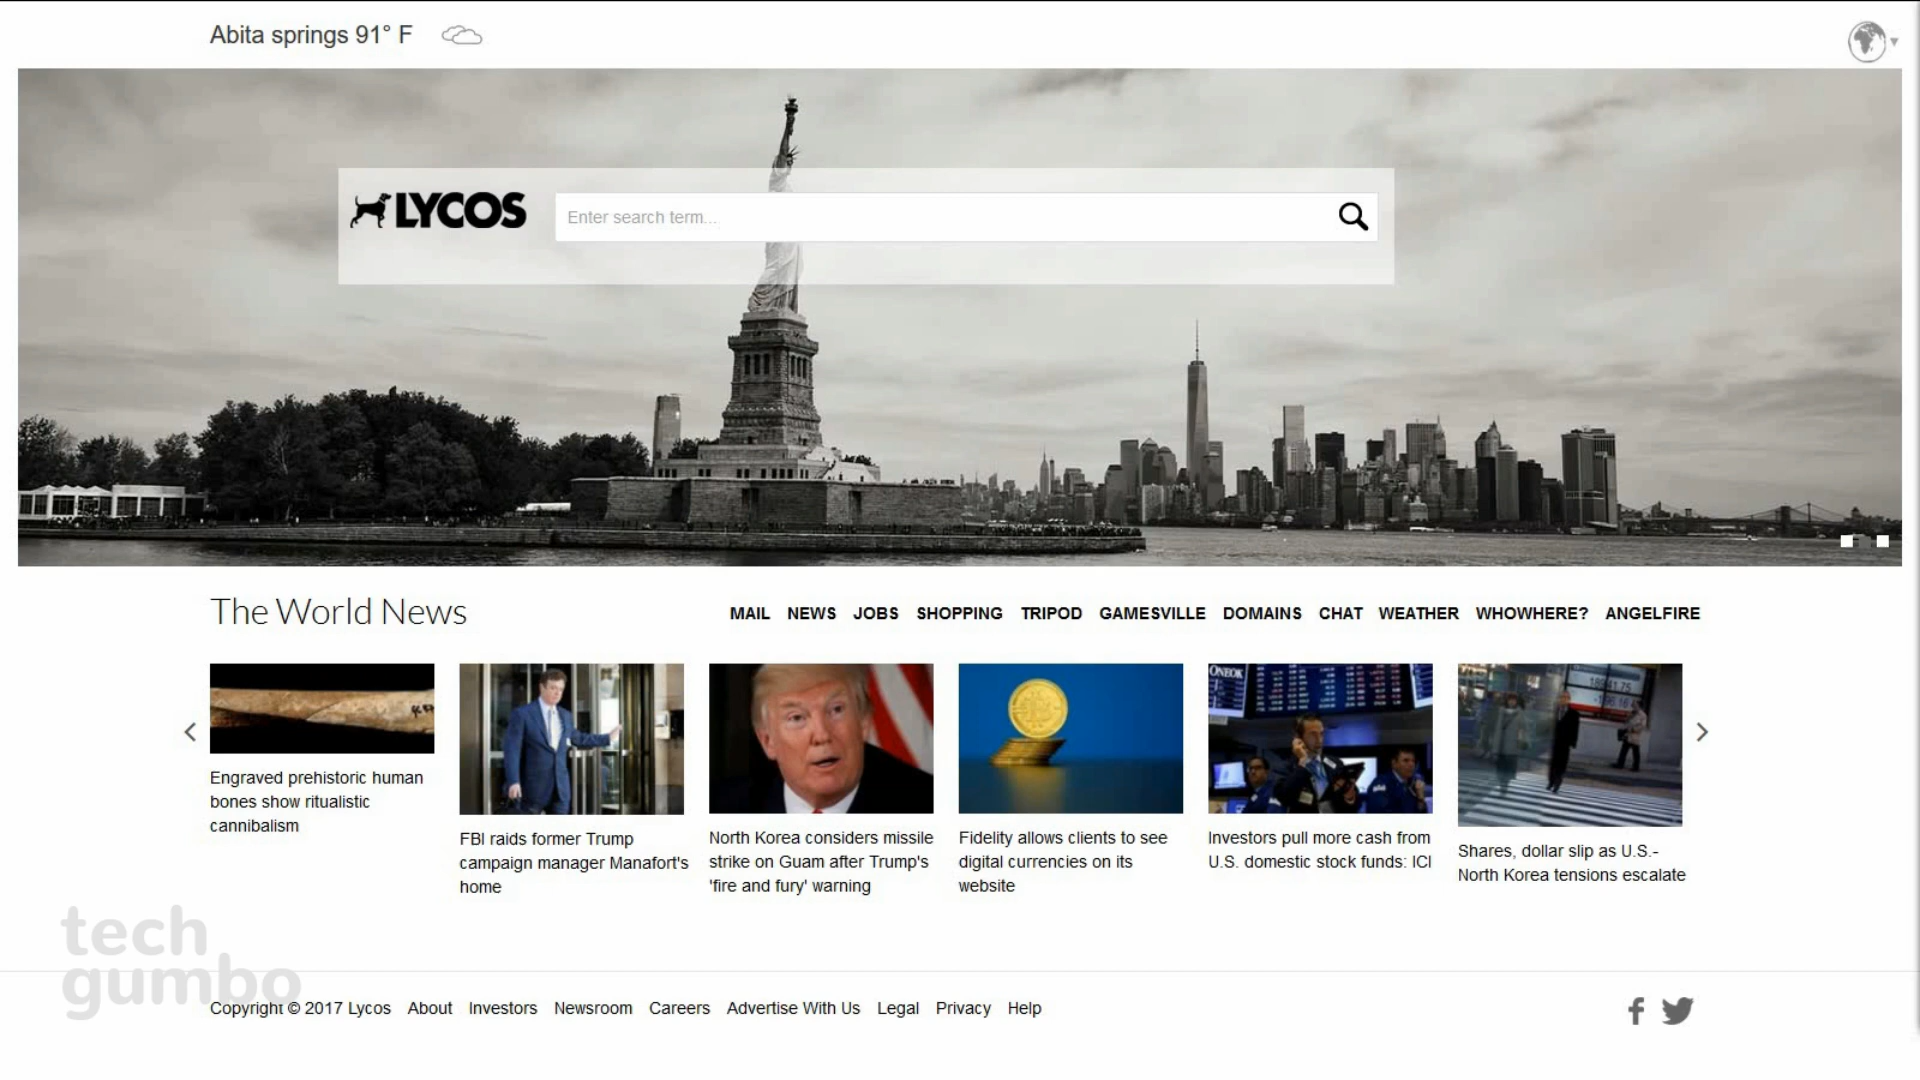 Abita springs 91° F
LYCOS
Enter search term...
The World News
MAIL NEWS JOBS SHOPPING TRIPOD GAMESVILLE DOMAINS CHAT WEATHER WHOWHERE? ANGELFIRE
ONEOK
Engraved prehistoric human
bones show ritualistic
cannibalism
FBI raids former Trump
campaign manager Manafort's
home
North Korea considers missile
strike on Guam after Trump's
'fire and fury' warning
Fidelity allows clients to see
digital currencies on its
website
Investors pull more cash from
U.S. domestic stock funds: ICI
Shares, dollar slip as U.S.-
North Korea tensions escalate
tech
gumbo
Copyright © 2017 Lycos About Investors Newsroom Careers Advertise With Us Legal Privacy Help